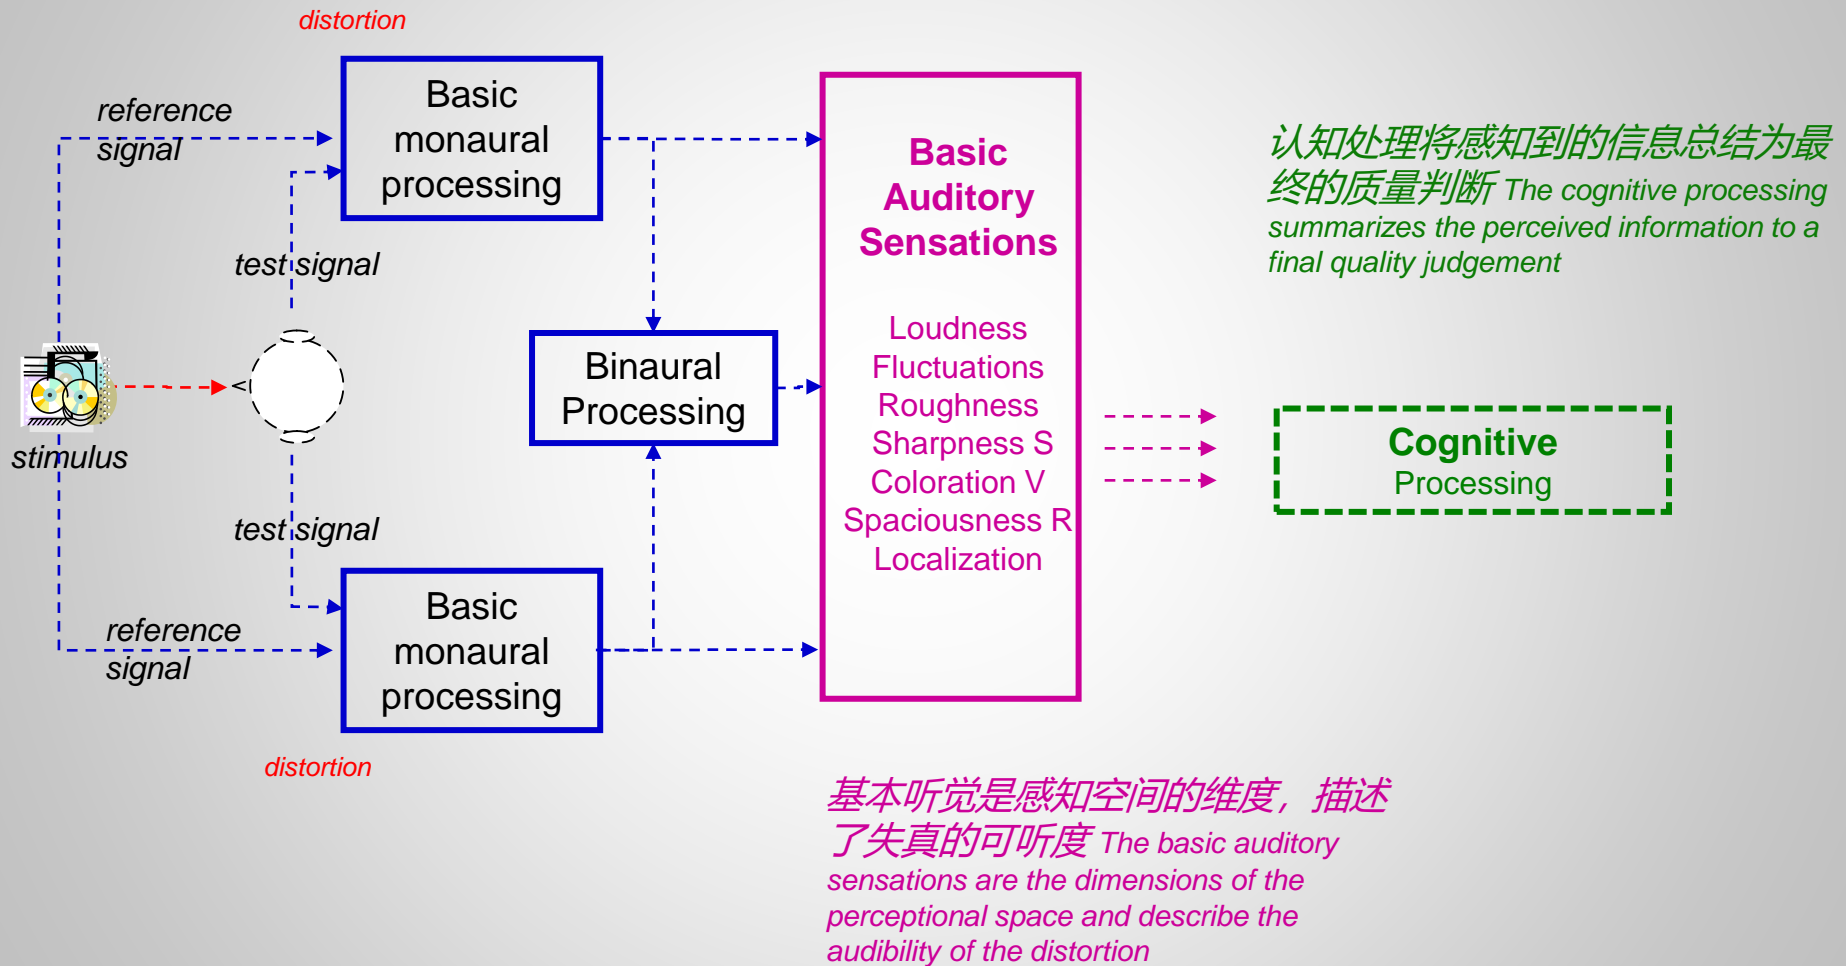 distortion
reference
signal
Basic
monaural
processing
test signal
stimulus
test signal
reference
signal
Basic
monaural
processing
distortion
Binaural
Processing
Basic
Auditory
Sensations
Loudness
Fluctuations
Roughness
Sharpness S
Coloration V
Spaciousness R
Localization
认知处理将感知到的信息总结为最
终的质量判断 The cognitive processing
summarizes the perceived information to a
final quality judgement
Cognitive
Processing
基本听觉是感知空间的维度，描述
了失真的可听度 The basic auditory
sensations are the dimensions of the
perceptional space and describe the
audibility of the distortion